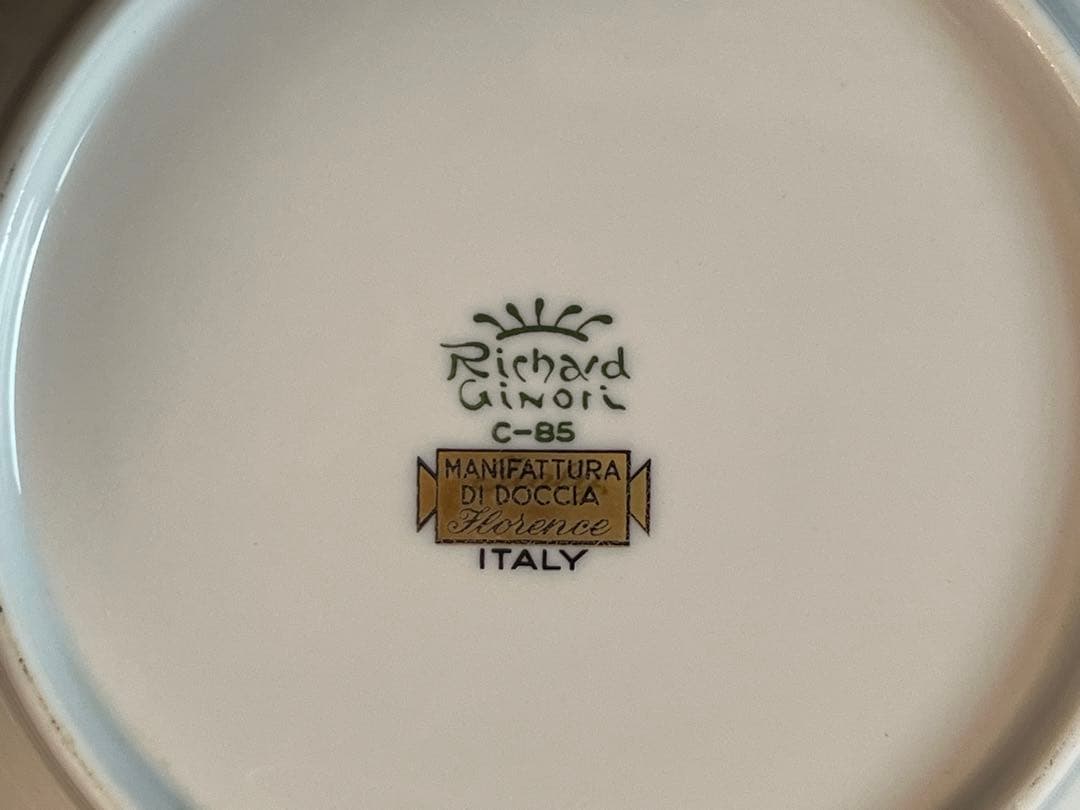 Richard
Ginori
C-85
MANIFATTURA
DI DOCCIA
Florence
ITALY